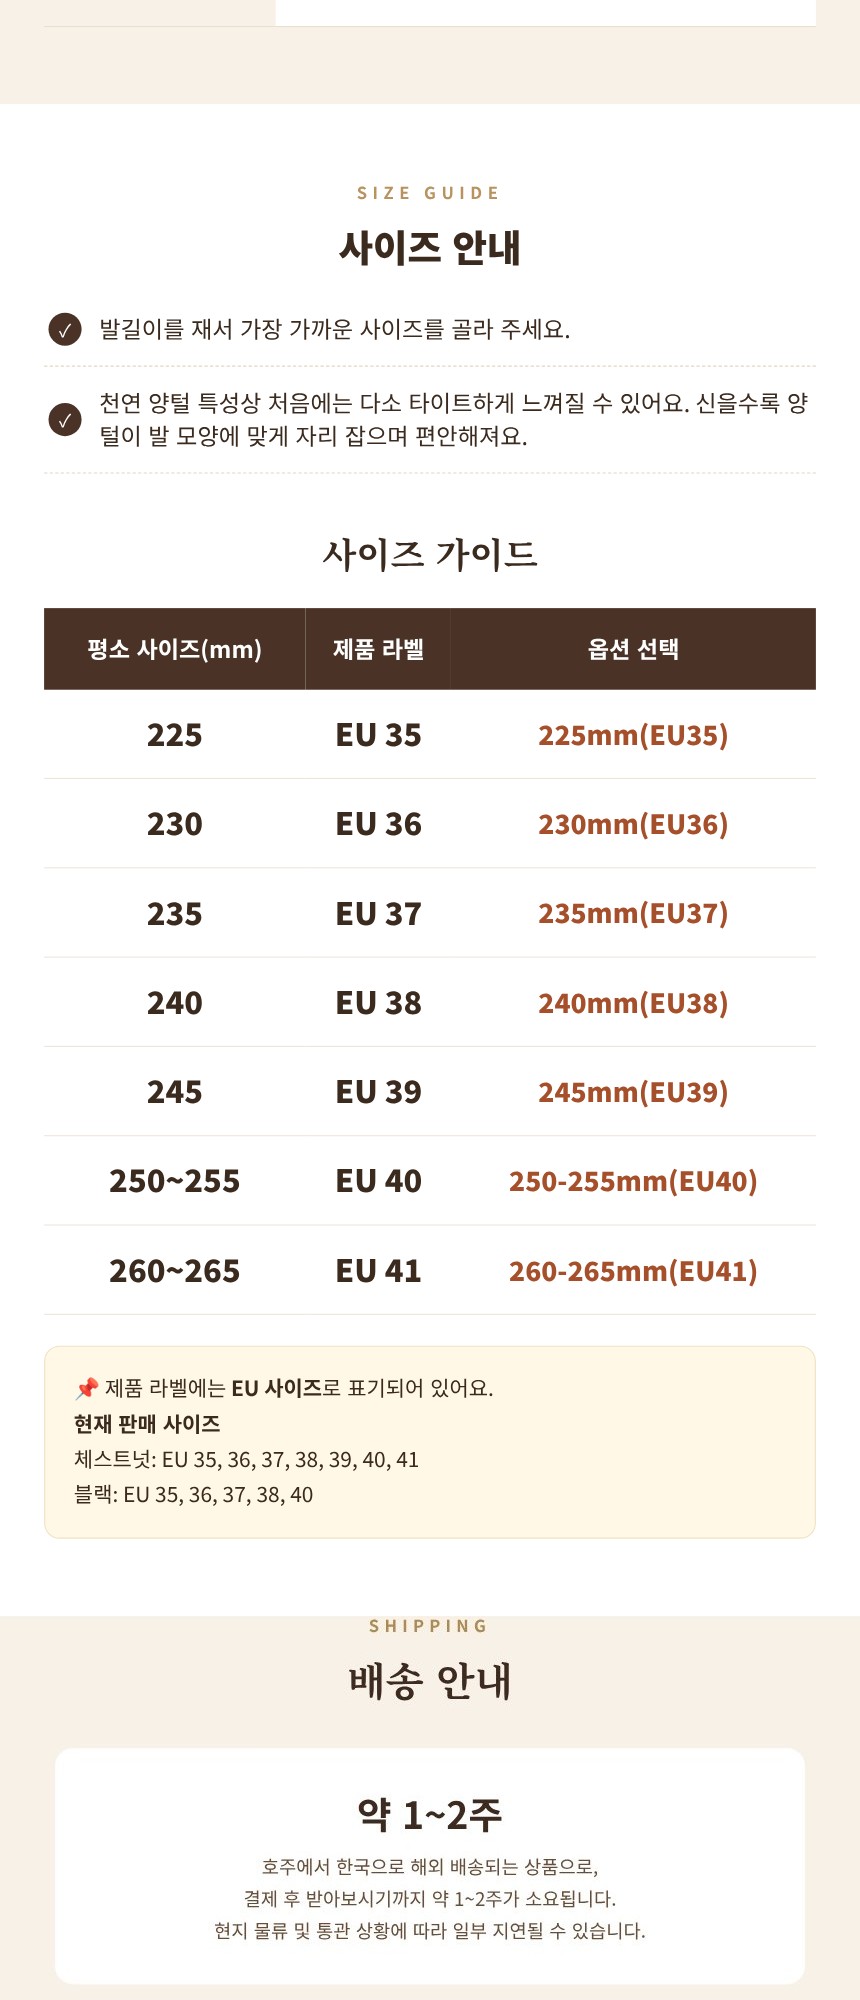 SIZE GUIDE
사이즈 안내
✓ 발길이를 재서 가장 가까운 사이즈를 골라 주세요.
✓ 천연 양털 특성상 처음에는 다소 타이트하게 느껴질 수 있어요. 신을수록 양
털이 발 모양에 맞게 자리 잡으며 편안해져요.
사이즈 가이드
평소 사이즈(mm) 제품 라벨 옵션 선택
225 EU 35 225mm(EU35)
230 EU 36 230mm(EU36)
235 EU 37 235mm(EU37)
240 EU 38 240mm(EU38)
245 EU 39 245mm(EU39)
250~255 EU 40 250-255mm(EU40)
260~265 EU 41 260-265mm(EU41)
📌 제품 라벨에는 EU 사이즈로 표기되어 있어요.
현재 판매 사이즈
체스트넛: EU 35, 36, 37, 38, 39, 40, 41
블랙: EU 35, 36, 37, 38, 40
SHIPPING
배송 안내
약 1~2주
호주에서 한국으로 해외 배송되는 상품으로,
결제 후 받아보시기까지 약 1~2주가 소요됩니다.
현지 물류 및 통관 상황에 따라 일부 지연될 수 있습니다.